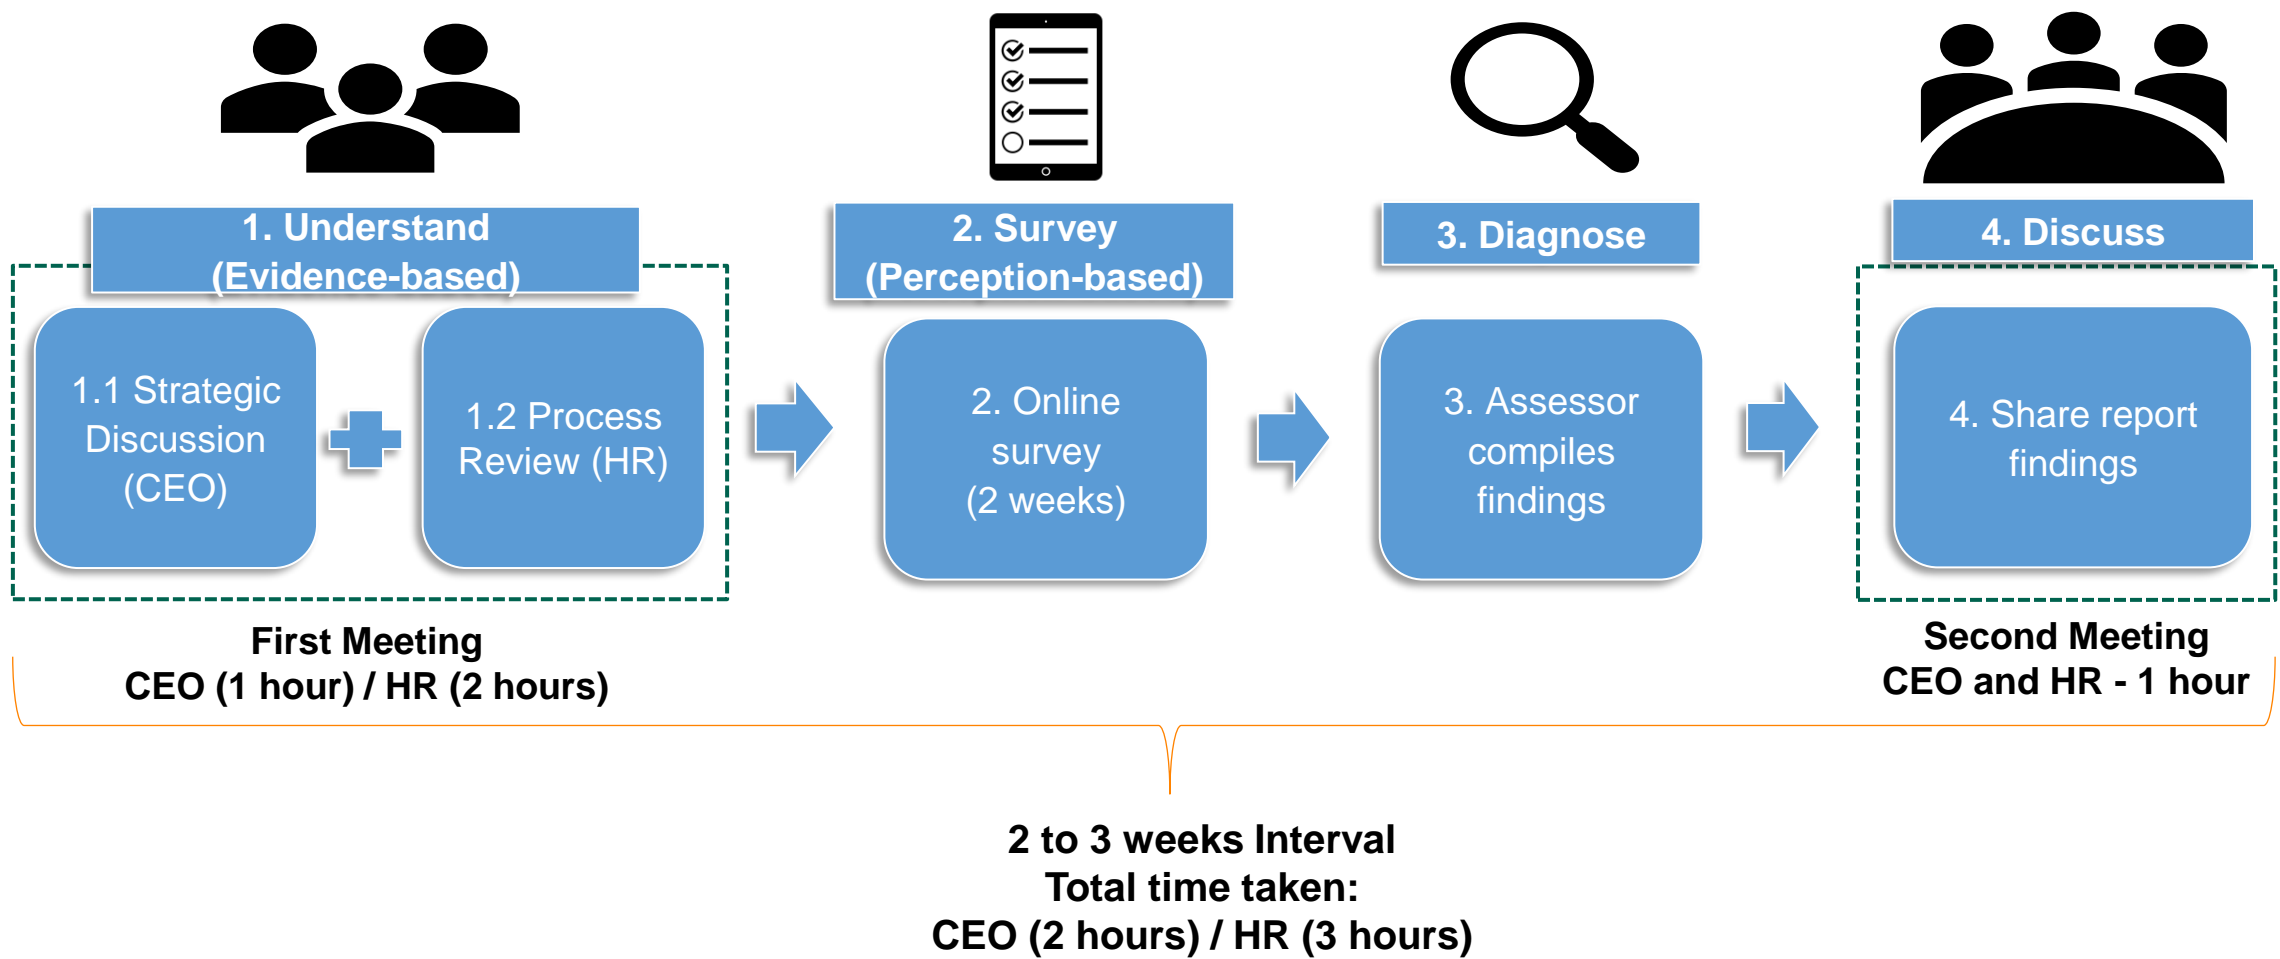 1. Understand
(Evidence-based)
1.1 Strategic
Discussion
(CEO)
1.2 Process
Review (HR)
First Meeting
CEO (1 hour) / HR (2 hours)
2. Survey
(Perception-based)
2. Online
survey
(2 weeks)
3. Diagnose
3. Assessor
compiles
findings
4. Discuss
4. Share report
findings
Second Meeting
CEO and HR - 1 hour
2 to 3 weeks Interval
Total time taken:
CEO (2 hours) / HR (3 hours)